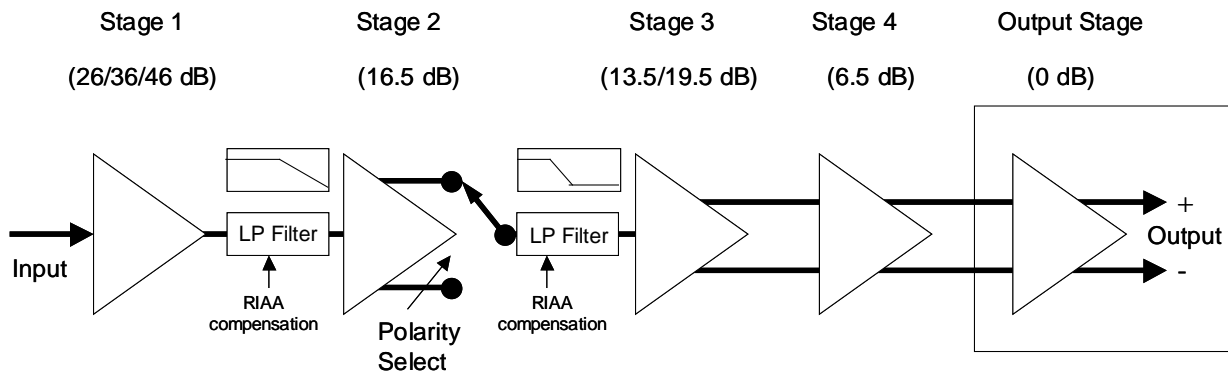 Stage 1
Stage 2
Stage 3
Stage 4
Output Stage
(26/36/46 dB)
(16.5 dB)
(13.5/19.5 dB)
(6.5 dB)
(0 dB)
Input
LP Filter
RIAA
compensation
Polarity
Select
LP Filter
RIAA
compensation
+
Output
-